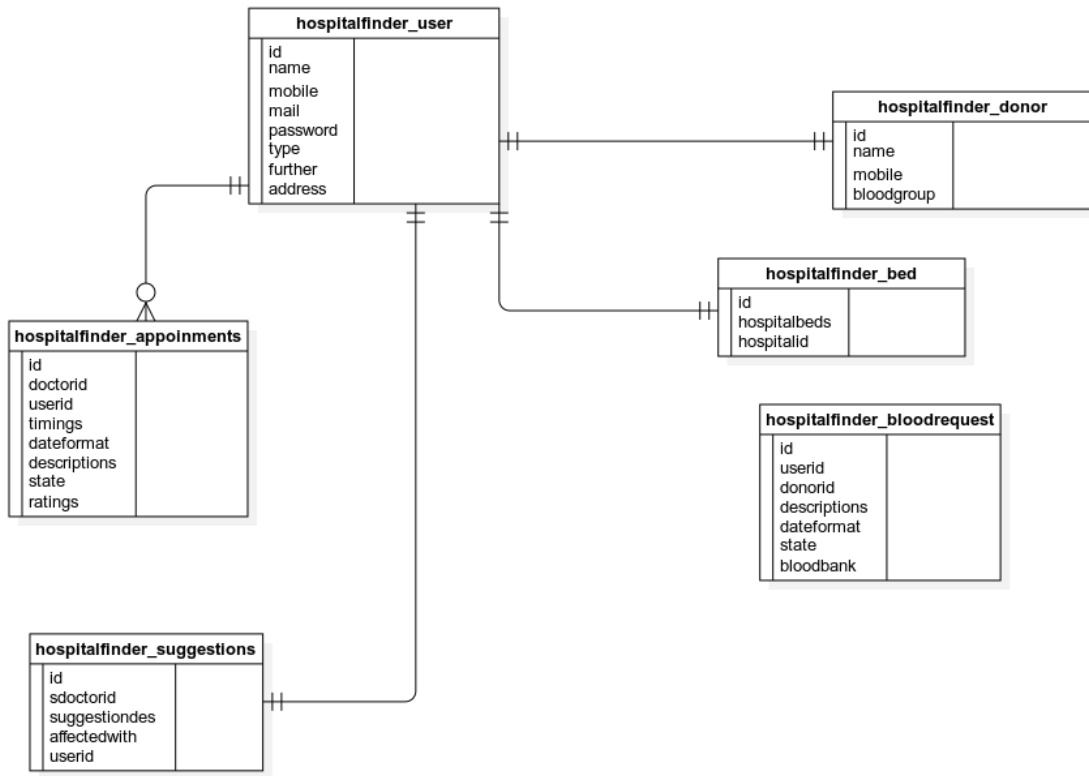 hospitalfinder_user
id
name
mobile
mail
password
type
further
address
hospitalfinder_donor
id
name
mobile
bloodgroup
hospitalfinder_bed
id
hospitalbeds
hospitalid
hospitalfinder_appoinments
id
doctorid
userid
timings
dateformat
descriptions
state
ratings
hospitalfinder_bloodrequest
id
userid
donorid
descriptions
dateformat
state
bloodbank
hospitalfinder_suggestions
id
sdoctorid
suggestiondes
affectedwith
userid